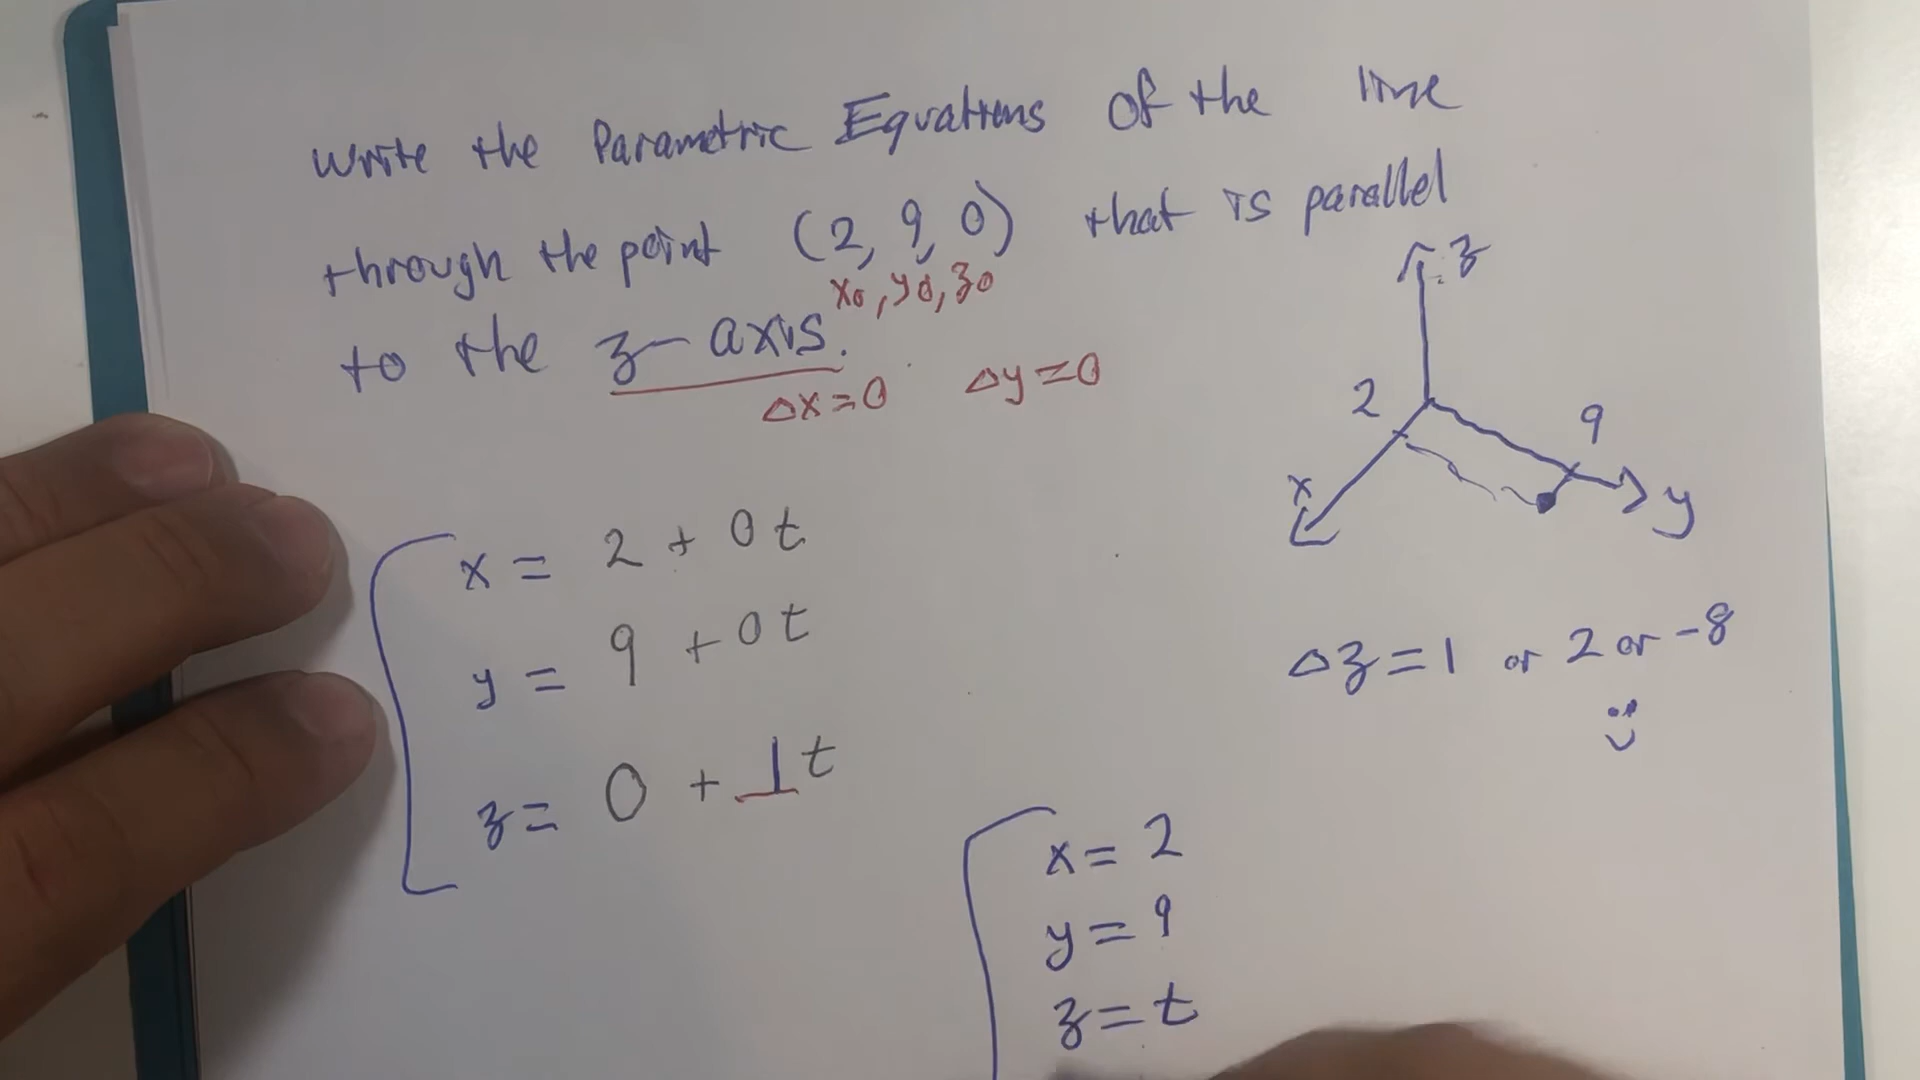 Write the Parametric Equations of the line
through the point (2, 9, 0) that is parallel
x0, y0, z0
to the z-axis.
Δx=0 Δy=0
z
2
9
x
y
x = 2 + 0t
y = 9 + 0t
z = 0 + 1t
Δz = 1 or 2 or -8
x = 2
y = 9
z = t